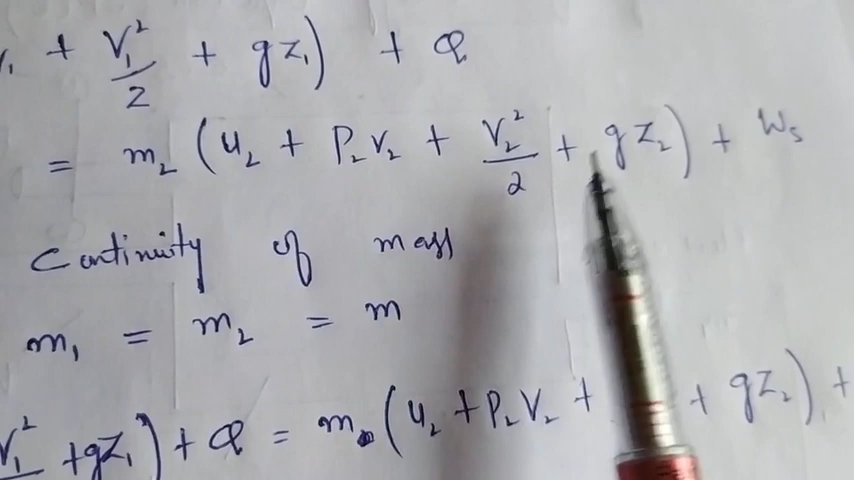 + V₁²/2 + gz₁) + Q
= m₂ (u₂ + P₂v₂ + V₂²/2 + gz₂) + Ws
Continuity of mass
m₁ = m₂ = m
V₁²/ +gz₁) + Q = m (u₂ + P₂v₂ + + gz₂) +